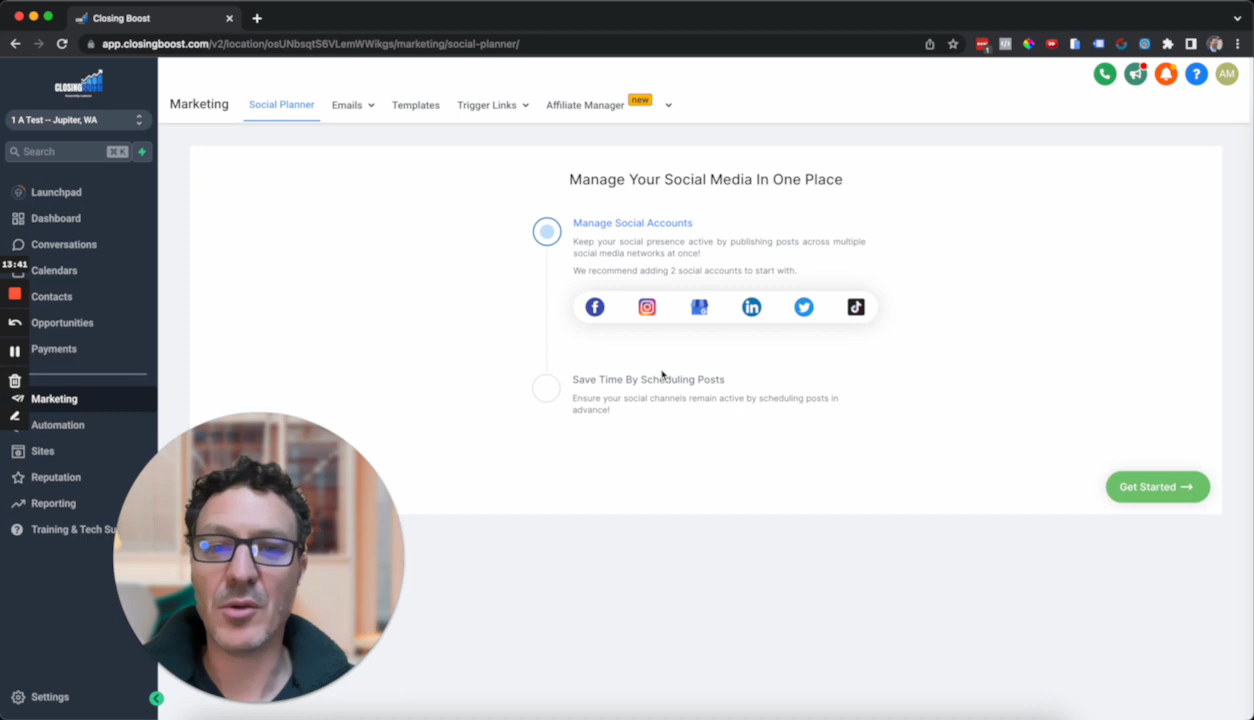 Closing Boost
app.closingboost.com/v2/location/osUNbsqtS6VLemWWikgs/marketing/social-planner/
CLOSING
AM
Marketing
Social Planner
Emails
Templates
Trigger Links
Affiliate Manager
new
1 A Test -- Jupiter, WA
Search
⌘ K
Launchpad
Dashboard
Conversations
13:41
Calendars
Contacts
Opportunities
Payments
Marketing
Automation
Sites
Reputation
Reporting
Training & Tech Su
Settings
Manage Your Social Media In One Place
Manage Social Accounts
Keep your social presence active by publishing posts across multiple
social media networks at once!
We recommend adding 2 social accounts to start with.
Save Time By Scheduling Posts
Ensure your social channels remain active by scheduling posts in
advance!
Get Started →